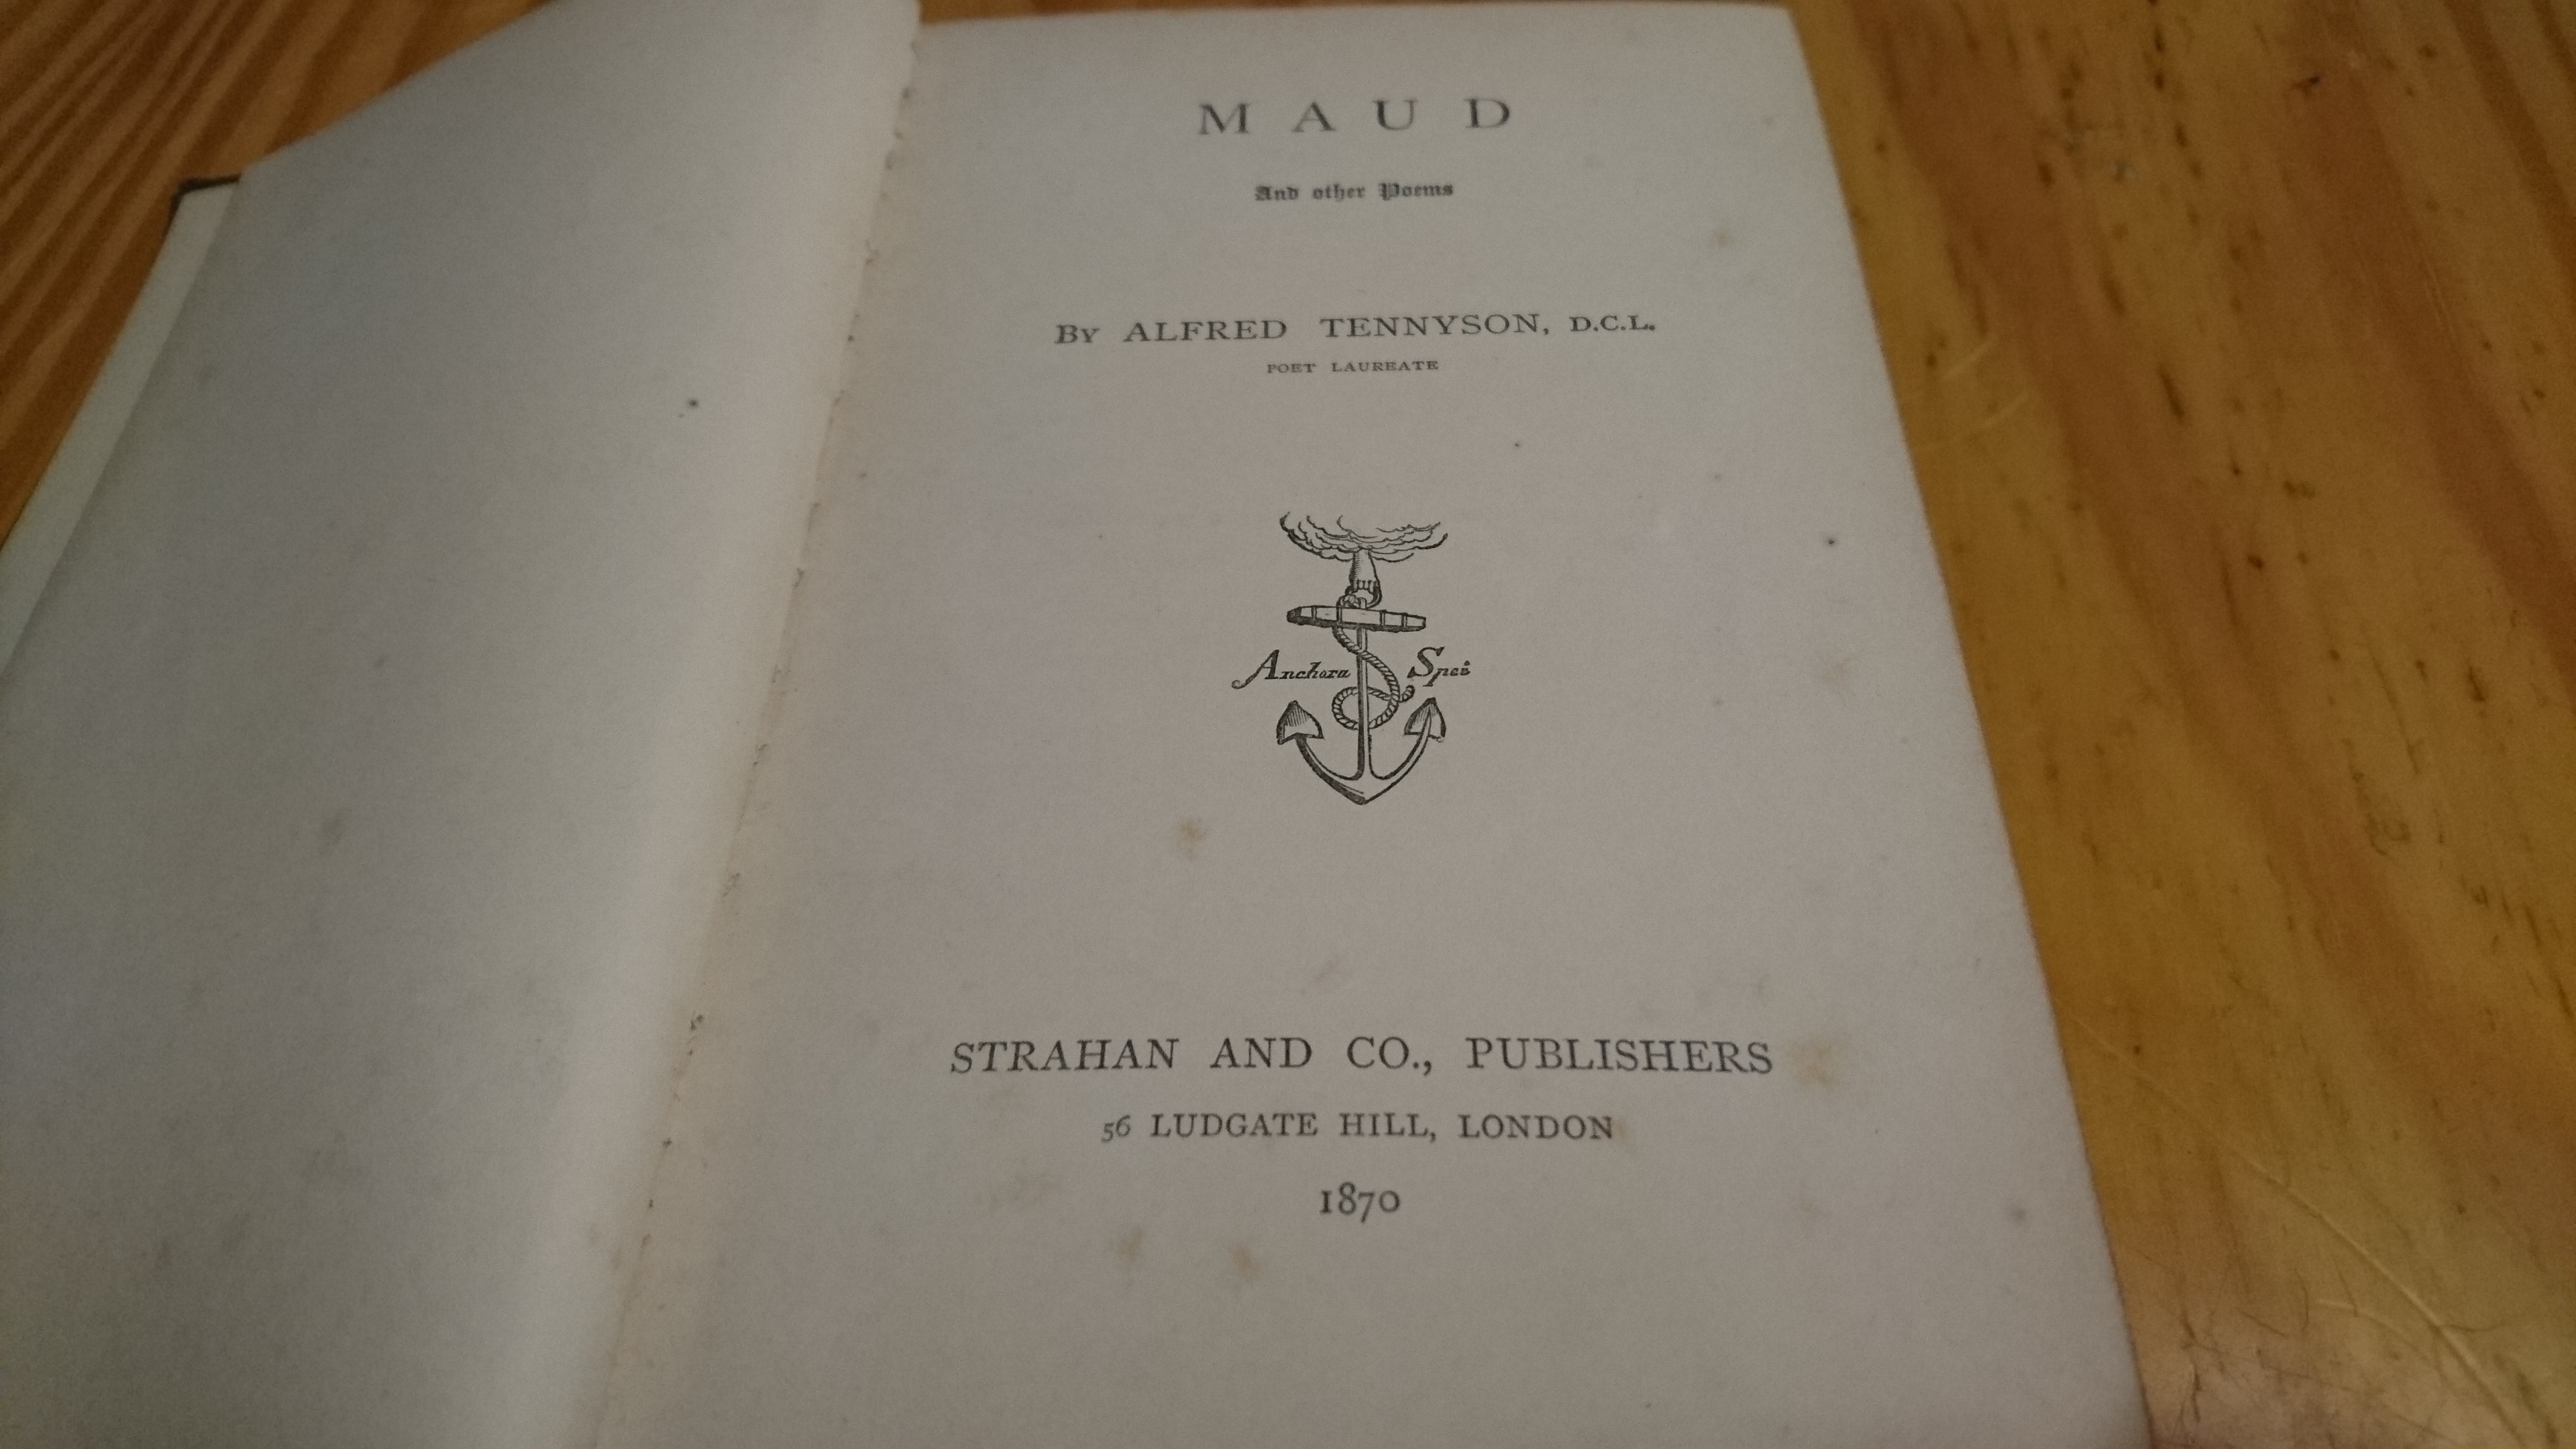 MAUD
And other Poems
BY ALFRED TENNYSON, D.C.L.
POET LAUREATE
Anchora Spei
STRAHAN AND CO., PUBLISHERS
56 LUDGATE HILL, LONDON
1870